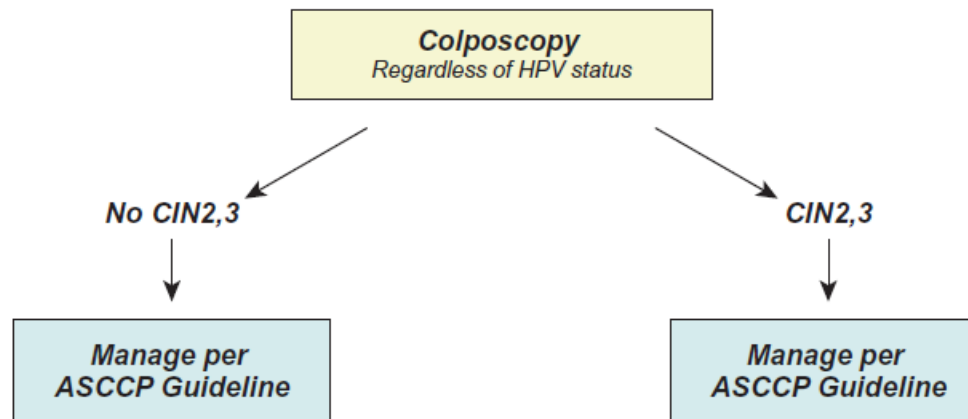 Colposcopy
Regardless of HPV status
No CIN2,3
CIN2,3
Manage per
ASCCP Guideline
Manage per
ASCCP Guideline